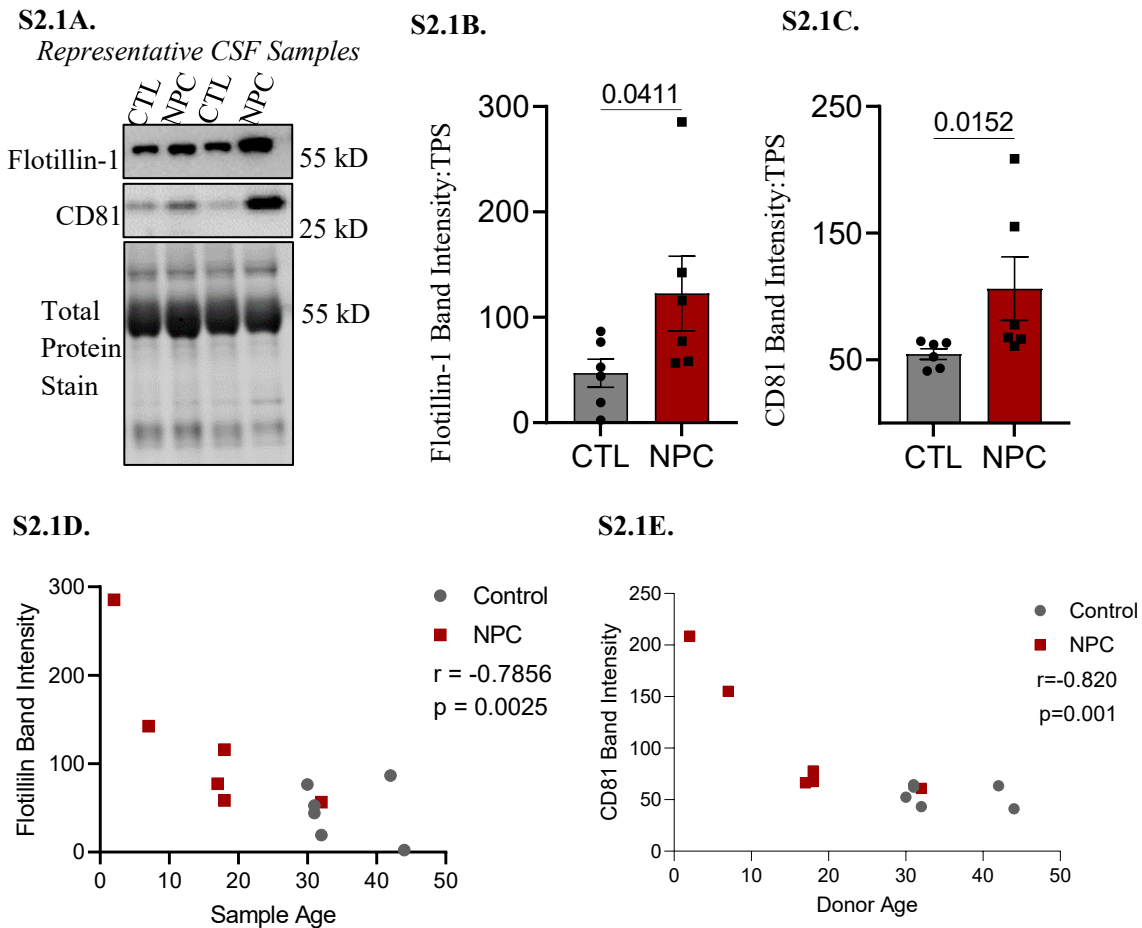 S2.1A.
Representative CSF Samples
CTL NPC CTL NPC
Flotillin-1
55 kD
CD81
25 kD
Total
Protein
Stain
55 kD
S2.1B.
Flotillin-1 Band Intensity:TPS
300
200
100
0
0.0411
CTL NPC
S2.1C.
CD81 Band Intensity:TPS
250
150
50
0.0152
CTL NPC
S2.1D.
Flotiliin Band Intensity
300
200
100
0
0 10 20 30 40 50
Sample Age
Control
NPC
r = -0.7856
p = 0.0025
S2.1E.
CD81 Band Intensity
250
200
150
100
50
0
0 10 20 30 40 50
Donor Age
Control
NPC
r=-0.820
p=0.001